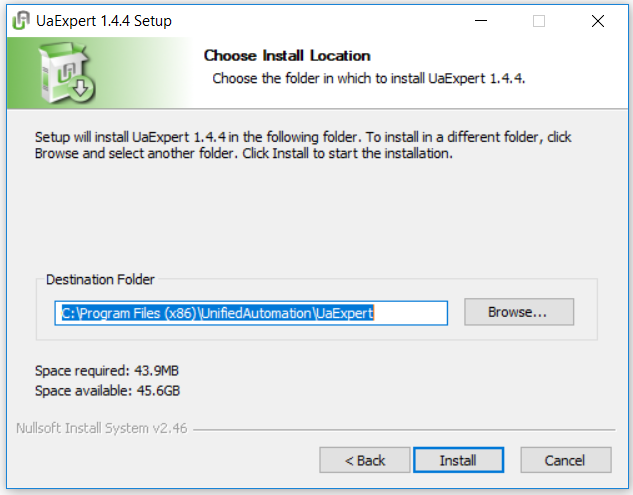 UaExpert 1.4.4 Setup
Choose Install Location
Choose the folder in which to install UaExpert 1.4.4.
Setup will install UaExpert 1.4.4 in the following folder. To install in a different folder, click
Browse and select another folder. Click Install to start the installation.
Destination Folder
C:\Program Files (x86)\UnifiedAutomation\UaExpert
Browse...
Space required: 43.9MB
Space available: 45.6GB
Nullsoft Install System v2.46
< Back
Install
Cancel